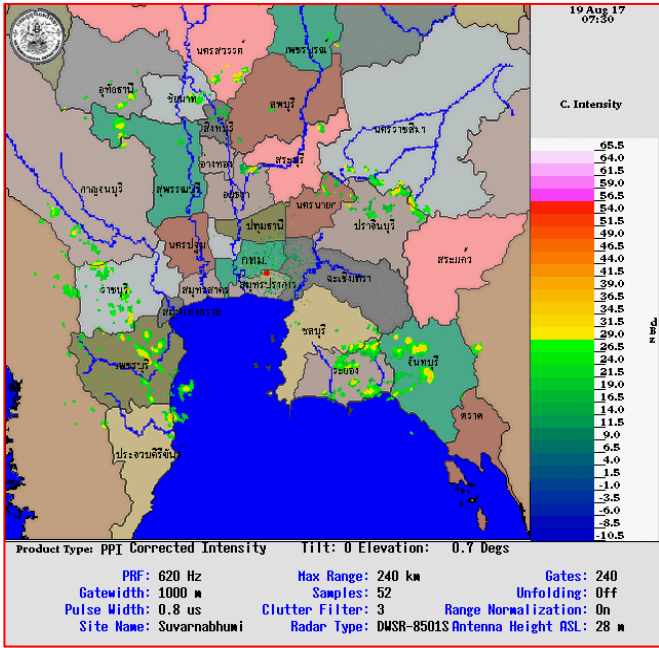 19 Aug 17
07:30
C. Intensity
65.5
64.0
61.5
59.0
56.5
54.0
51.5
49.0
46.5
44.0
41.5
39.0
36.5
34.0
31.5
29.0
26.5
24.0
21.5
19.0
16.5
14.0
11.5
9.0
6.5
4.0
1.5
-1.0
-3.5
-6.0
-8.5
-10.5
นครสวรรค์
เพชรบูรณ์
อุทัยธานี
ชัยนาท
ลพบุรี
สิงหบุรี
นครราชสีมา
อ่างทอง
สระบุรี
กาญจนบุรี
สุพรรณบุรี
อยุธยา
นครนายก
ปราจีนบุรี
ปทุมธานี
นครปฐม
กทม.
สระแก้ว
ฉะเชิงเทรา
ราชบุรี
สมุทรสาคร
สมุทรปราการ
สมุทรสงคราม
ชลบุรี
เพชรบุรี
ระยอง
จันทบุรี
ตราด
ประจวบคีรีขันธ์
Product Type: PPI Corrected Intensity Tilt: 0 Elevation: 0.7 Degs
PRF: 620 Hz Max Range: 240 km Gates: 240
Gatewidth: 1000 m Samples: 52 Unfolding: Off
Pulse Width: 0.8 us Clutter Filter: 3 Range Normalization: On
Site Name: Suvarnabhumi Radar Type: DWSR-8501S Antenna Height ASL: 28 m